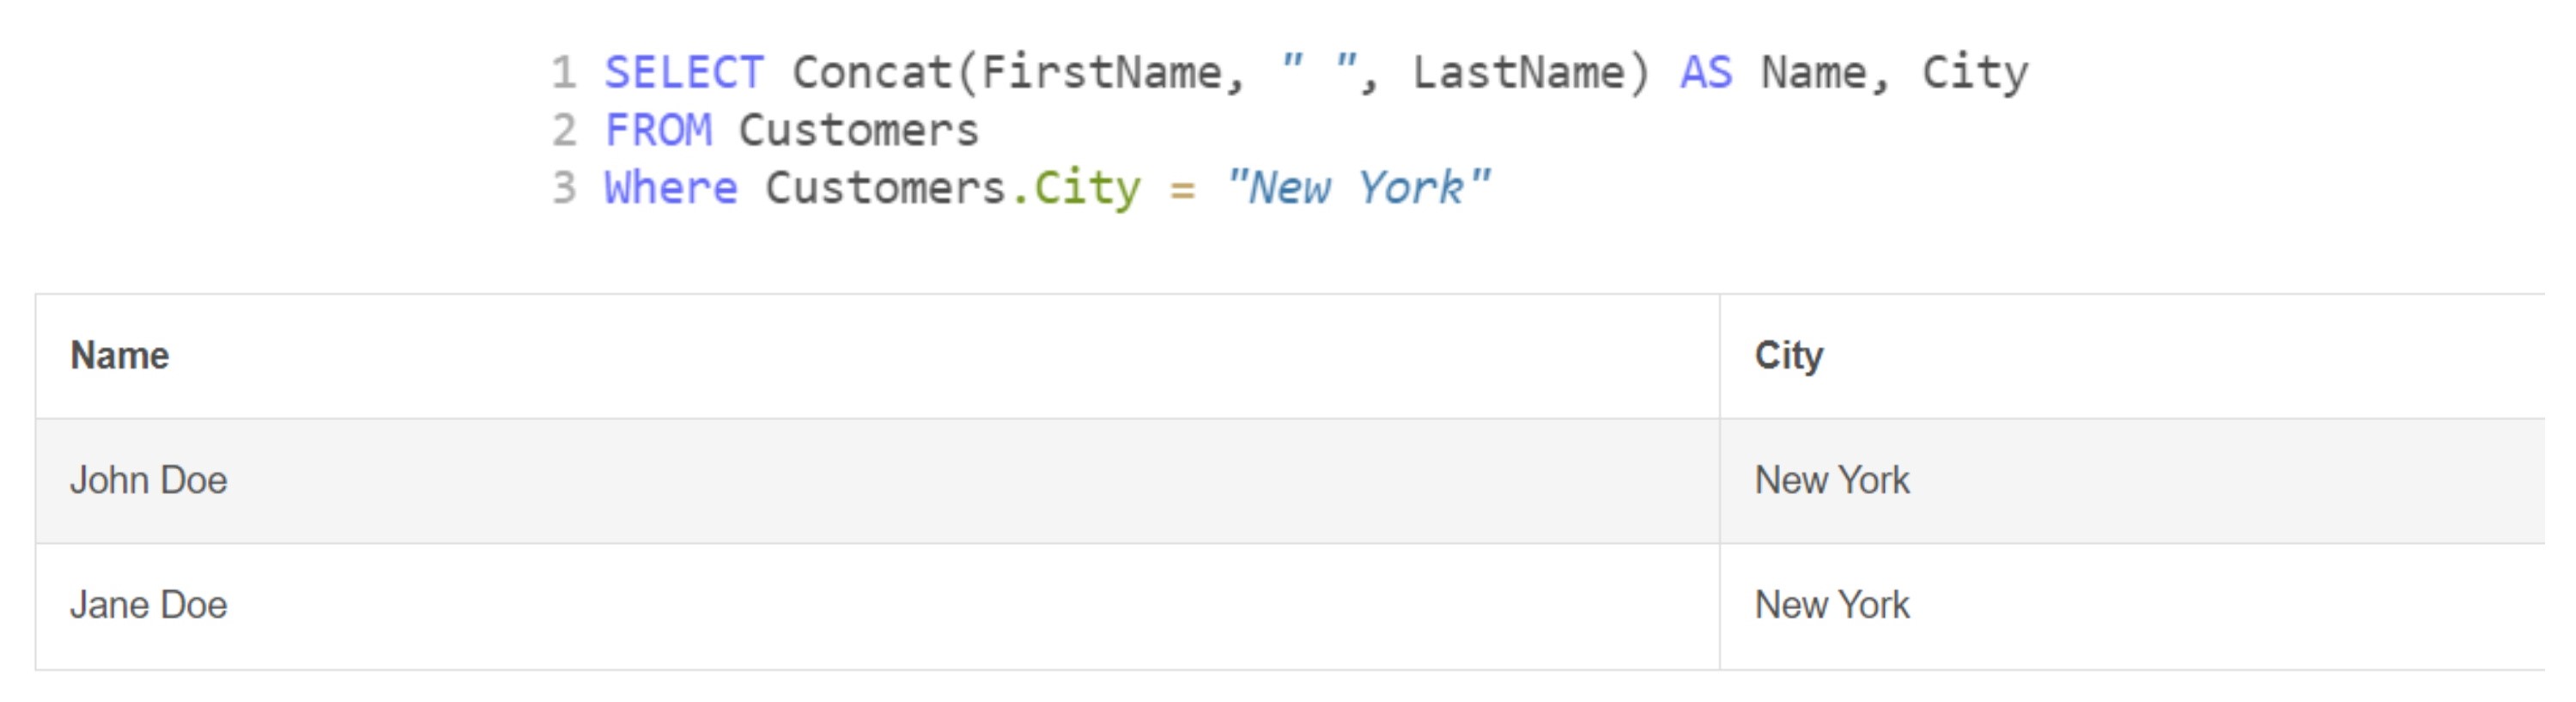 1 SELECT Concat(FirstName, " ", LastName) AS Name, City
2 FROM Customers
3 Where Customers.City = "New York"
Name City
John Doe New York
Jane Doe New York